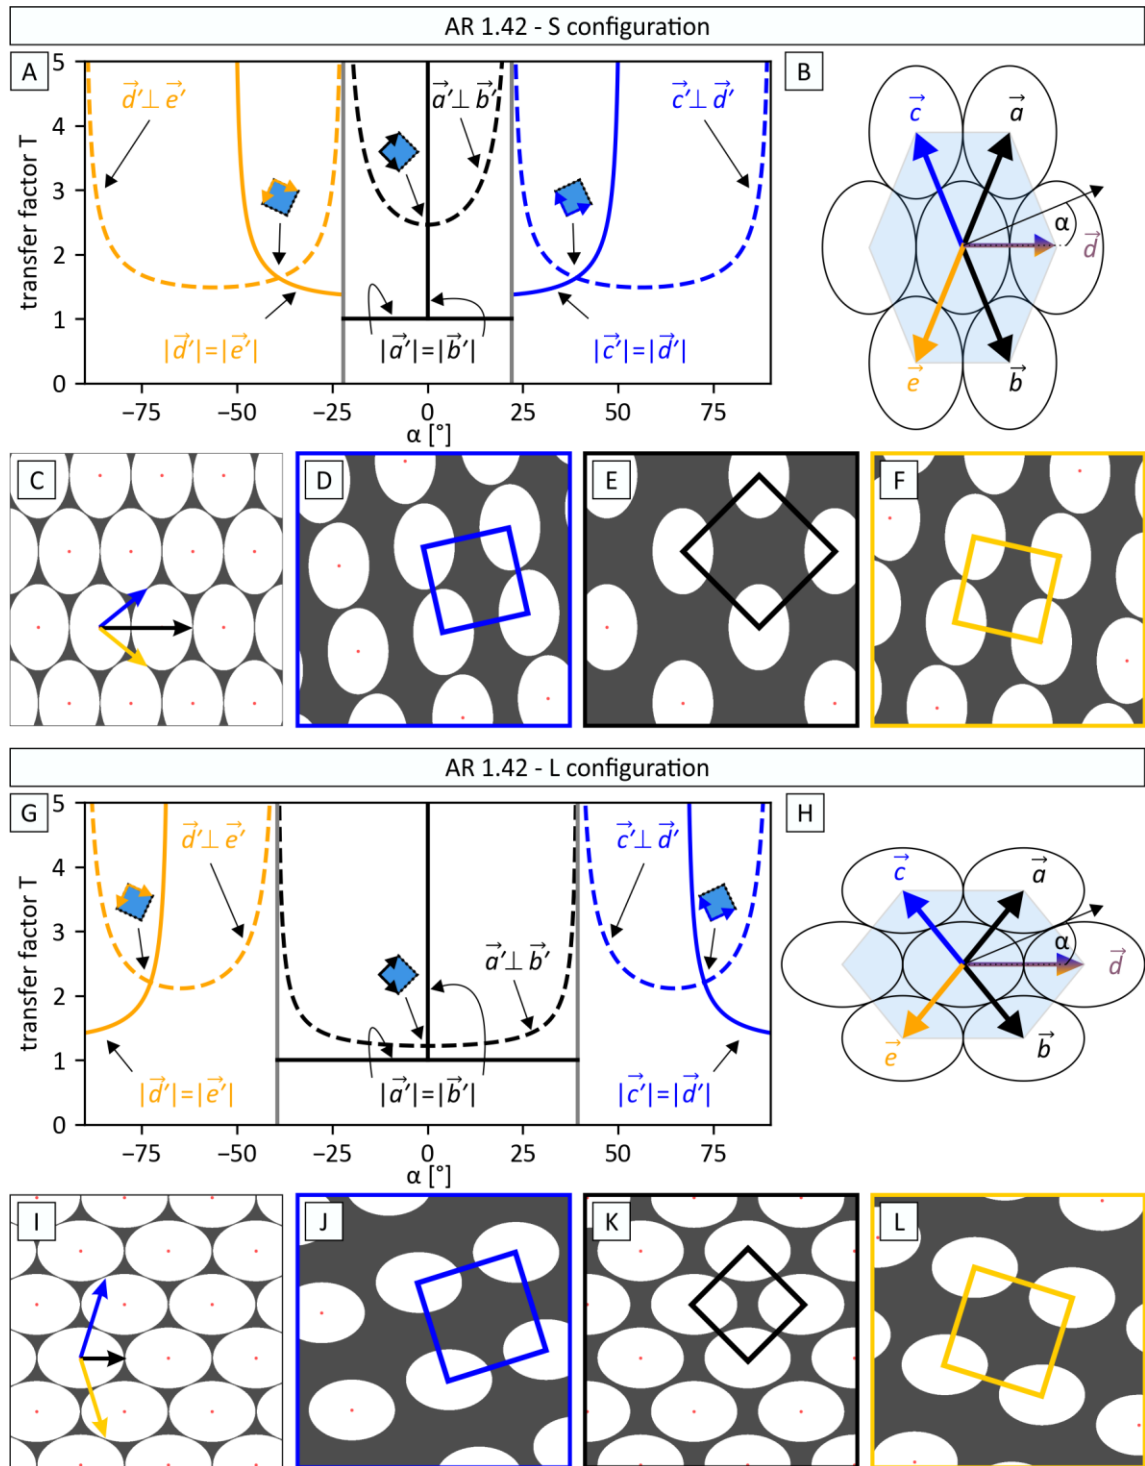 AR 1.42 - S configuration
A
B
5
4
3
2
1
0
transfer factor T
−75 −50 −25 0 25 50 75
α [°]
d⃗′⊥e⃗′
a⃗′⊥b⃗′
c⃗′⊥d⃗′
|d⃗′|=|e⃗′|
|a⃗′|=|b⃗′|
|c⃗′|=|d⃗′|
c⃗
a⃗
α
d⃗
e⃗
b⃗
C
D
E
F
AR 1.42 - L configuration
G
H
5
4
3
2
1
0
transfer factor T
−75 −50 −25 0 25 50 75
α [°]
d⃗′⊥e⃗′
c⃗′⊥d⃗′
a⃗′⊥b⃗′
|d⃗′|=|e⃗′|
|a⃗′|=|b⃗′|
|c⃗′|=|d⃗′|
c⃗
a⃗
α
d⃗
e⃗
b⃗
I
J
K
L